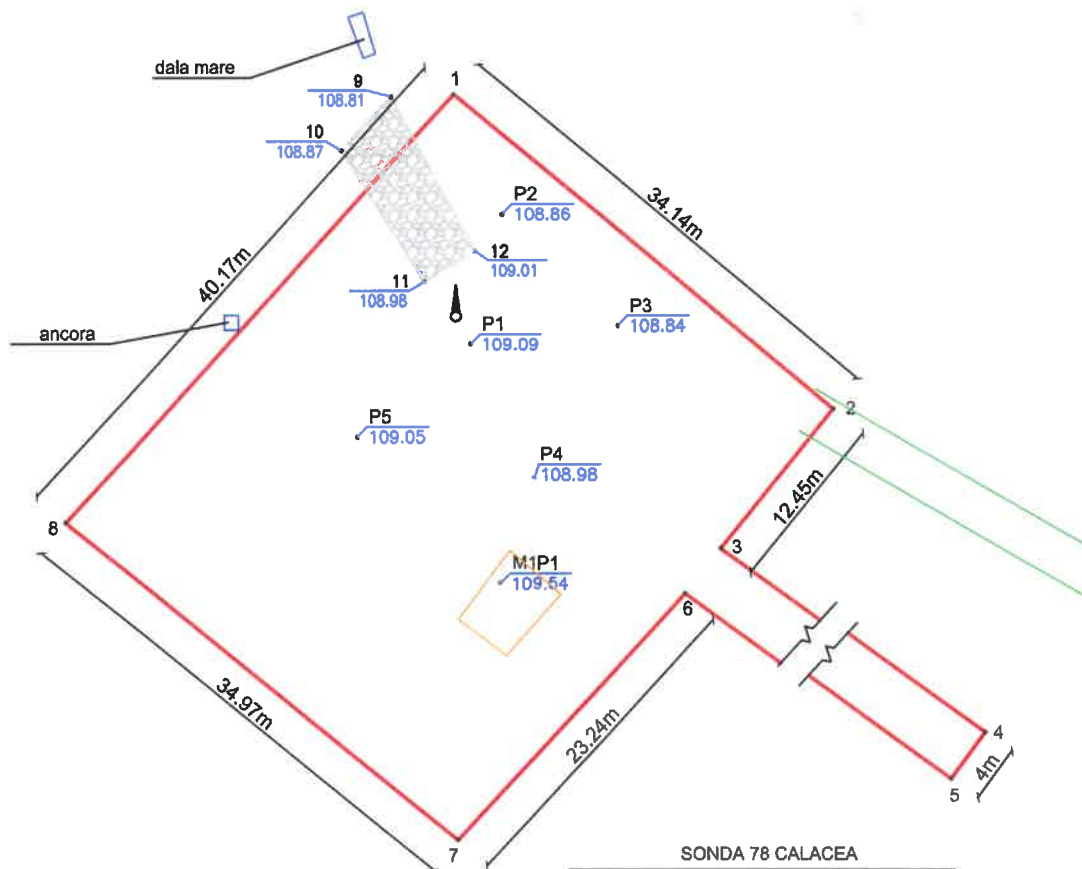 dala mare
9
108.81
1
10
108.87
34.14m
P2
108.86
40.17m
12
109.01
11
108.98
P3
108.84
ancora
P1
109.09
2
P5
109.05
P4
108.98
12.45m
8
3
M1P1
109.54
6
34.97m
23.24m
4
4m
5
7
SONDA 78 CALACEA